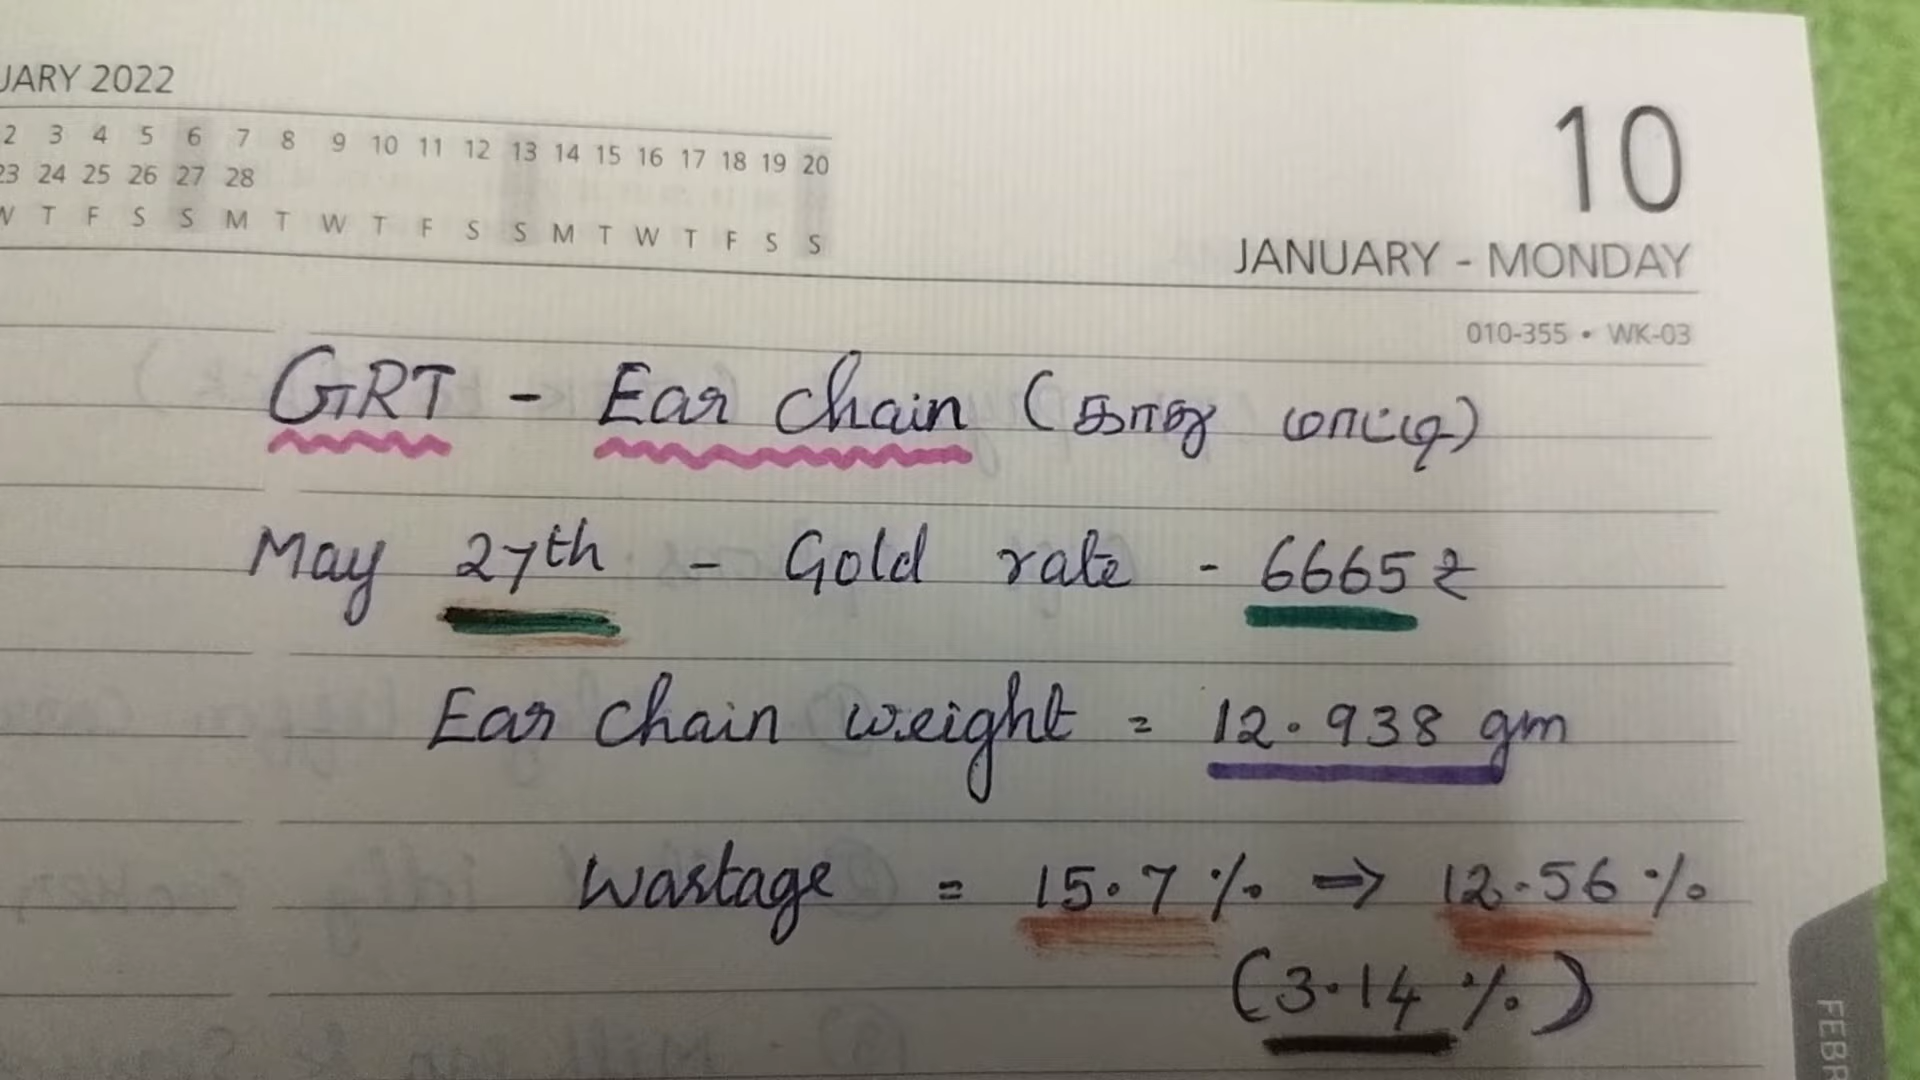 UARY 2022
2 3 4 5 6 7 8 9 10 11 12 13 14 15 16 17 18 19 20
23 24 25 26 27 28
W T F S S M T W T F S S M T W T F S S
10
JANUARY - MONDAY
010-355 • WK-03
GRT - Ear chain (காது மாட்டி)
May 27th - Gold rate - 6665 ₹
Ear chain weight = 12.938 gm
Wastage = 15.7 % ⇒ 12.56 %
(3.14 %)
FEBR